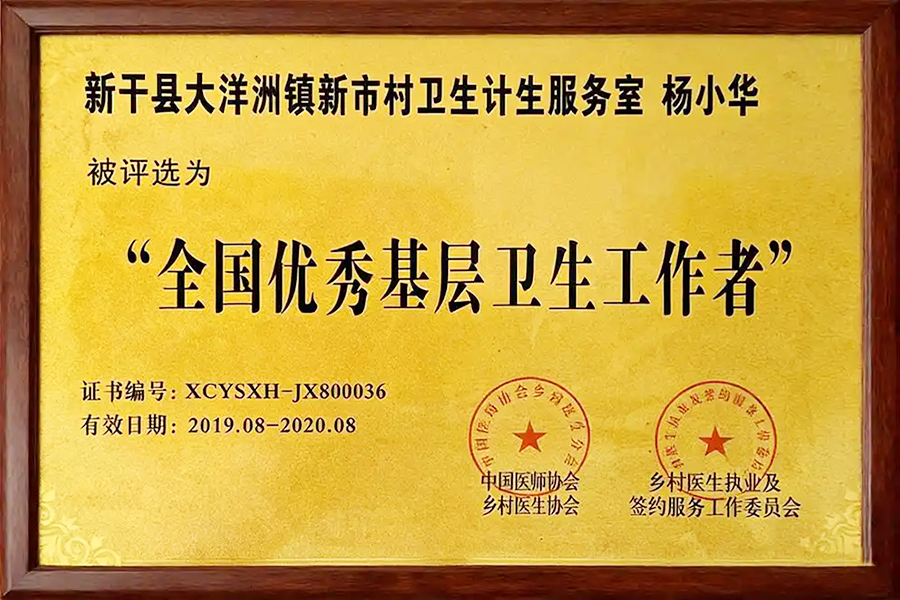 新干县大洋洲镇新市村卫生计生服务室 杨小华
被评选为
“全国优秀基层卫生工作者”
证书编号：XCYSXH-JX800036
有效日期：2019.08-2020.08
中国医师协会
乡村医生协会
乡村医生执业及
签约服务工作委员会